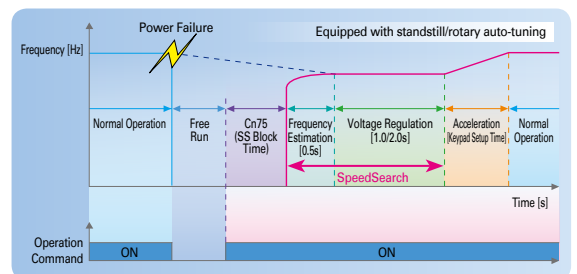 Power Failure
Equipped with standstill/rotary auto-tuning
Frequency [Hz]
Normal Operation
Free
Run
Cn75
(SS Block
Time)
Frequency
Estimation
[0.5s]
Voltage Regulation
[1.0/2.0s]
Acceleration
[Keypad Setup Time]
Normal
Operation
SpeedSearch
Time [s]
Operation
Command
ON
ON